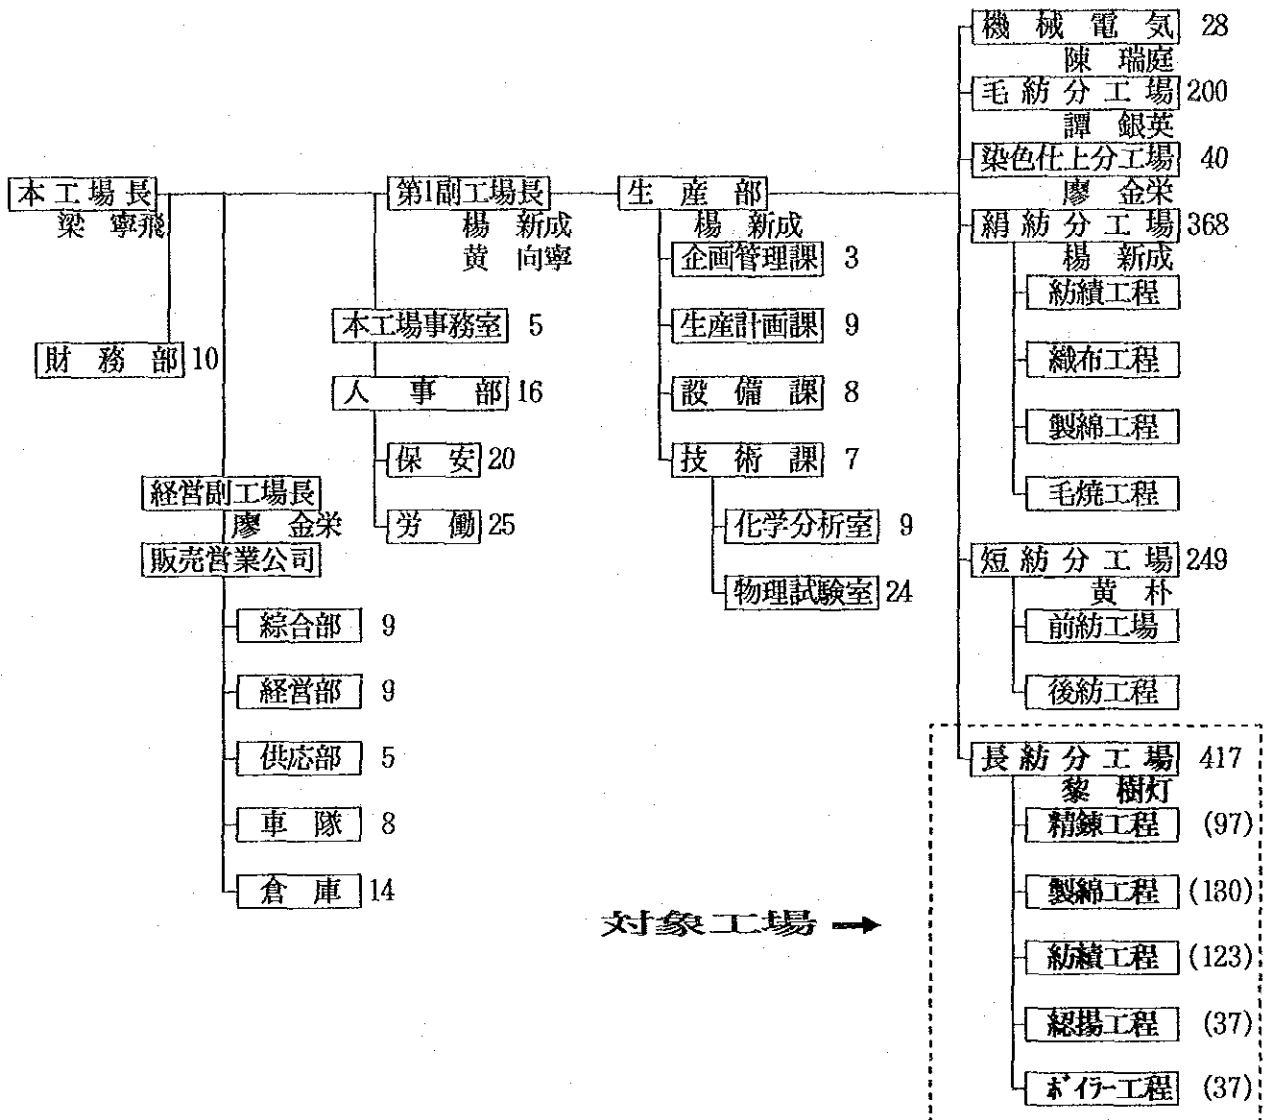 本工場長
梁 寧飛
財務部 10
経営副工場長
廖 金栄
販売営業公司
綜合部 9
経営部 9
供応部 5
車隊 8
倉庫 14
第1副工場長
楊 新成
黄 向寧
本工場事務室 5
人事部 16
保安 20
労働 25
生産部
楊 新成
企画管理課 3
生産計画課 9
設備課 8
技術課 7
化学分析室 9
物理試験室 24
機械電気 28
陳 瑞庭
毛紡分工場 200
譚 銀英
染色仕上分工場 40
廖 金栄
絹紡分工場 368
楊 新成
紡績工程
織布工程
製綿工程
毛焼工程
短紡分工場 249
黄 朴
前紡工場
後紡工程
長紡分工場 417
黎 樹灯
精錬工程 (97)
製綿工程 (130)
紡績工程 (123)
綛揚工程 (37)
ボイラー工程 (37)
対象工場 →